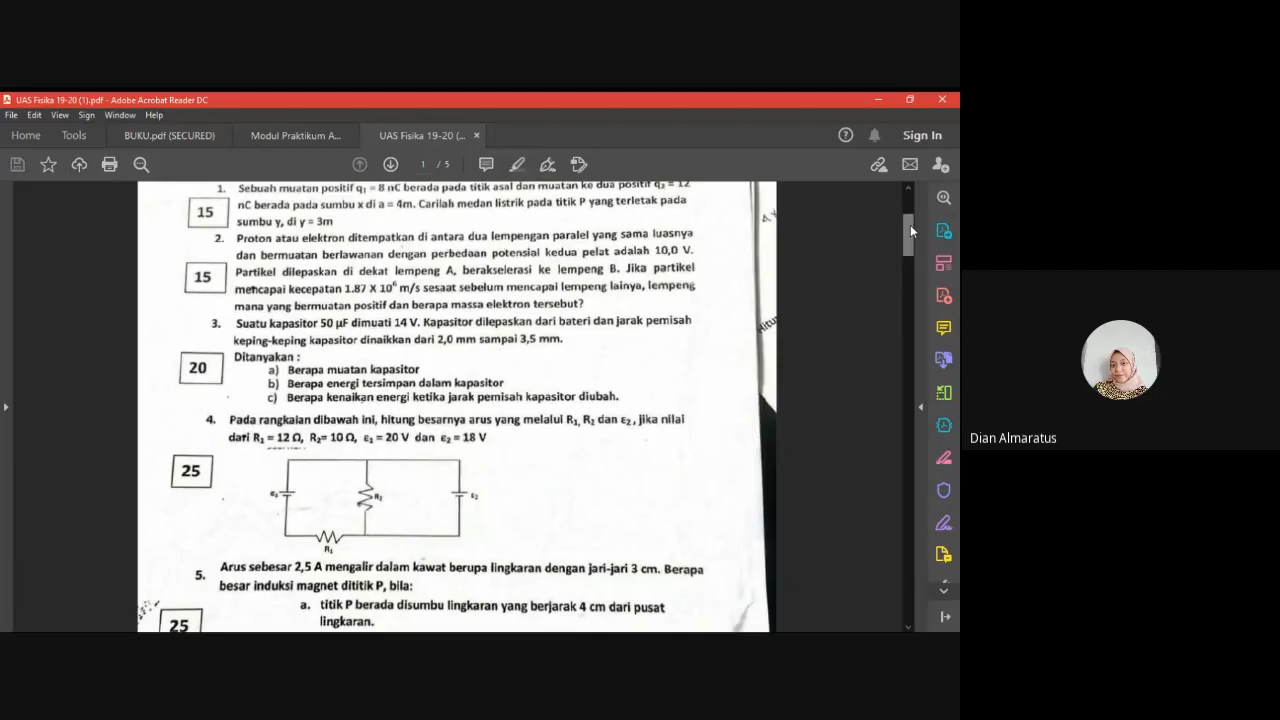 UAS Fisika 19-20 (1).pdf - Adobe Acrobat Reader DC
File Edit View Sign Window Help
Home Tools BUKU.pdf (SECURED) Modul Praktikum A... UAS Fisika 19-20 (... × Sign In
1 / 5
1. Sebuah muatan positif q₁ = 8 nC berada pada titik asal dan muatan ke dua positif q₂ = 12
15 nC berada pada sumbu x di a = 4m. Carilah medan listrik pada titik P yang terletak pada
sumbu y, di y = 3m
2. Proton atau elektron ditempatkan di antara dua lempengan paralel yang sama luasnya
dan bermuatan berlawanan dengan perbedaan potensial kedua pelat adalah 10,0 V.
15 Partikel dilepaskan di dekat lempeng A, berakselerasi ke lempeng B. Jika partikel
mencapai kecepatan 1.87 X 10⁶ m/s sesaat sebelum mencapai lempeng lainya, lempeng
mana yang bermuatan positif dan berapa massa elektron tersebut?
3. Suatu kapasitor 50 µF dimuati 14 V. Kapasitor dilepaskan dari bateri dan jarak pemisah
keping-keping kapasitor dinaikkan dari 2,0 mm sampai 3,5 mm.
Ditanyakan :
20
a) Berapa muatan kapasitor
b) Berapa energi tersimpan dalam kapasitor
c) Berapa kenaikan energi ketika jarak pemisah kapasitor diubah.
4. Pada rangkaian dibawah ini, hitung besarnya arus yang melalui R₁, R₂ dan ε₂, jika nilai
dari R₁ = 12 Ω, R₂= 10 Ω, ε₁ = 20 V dan ε₂ = 18 V
25
ε₁ R₂ ε₂
R₁
5. Arus sebesar 2,5 A mengalir dalam kawat berupa lingkaran dengan jari-jari 3 cm. Berapa
besar induksi magnet dititik P, bila:
a. titik P berada disumbu lingkaran yang berjarak 4 cm dari pusat
25 lingkaran.
Dian Almaratus